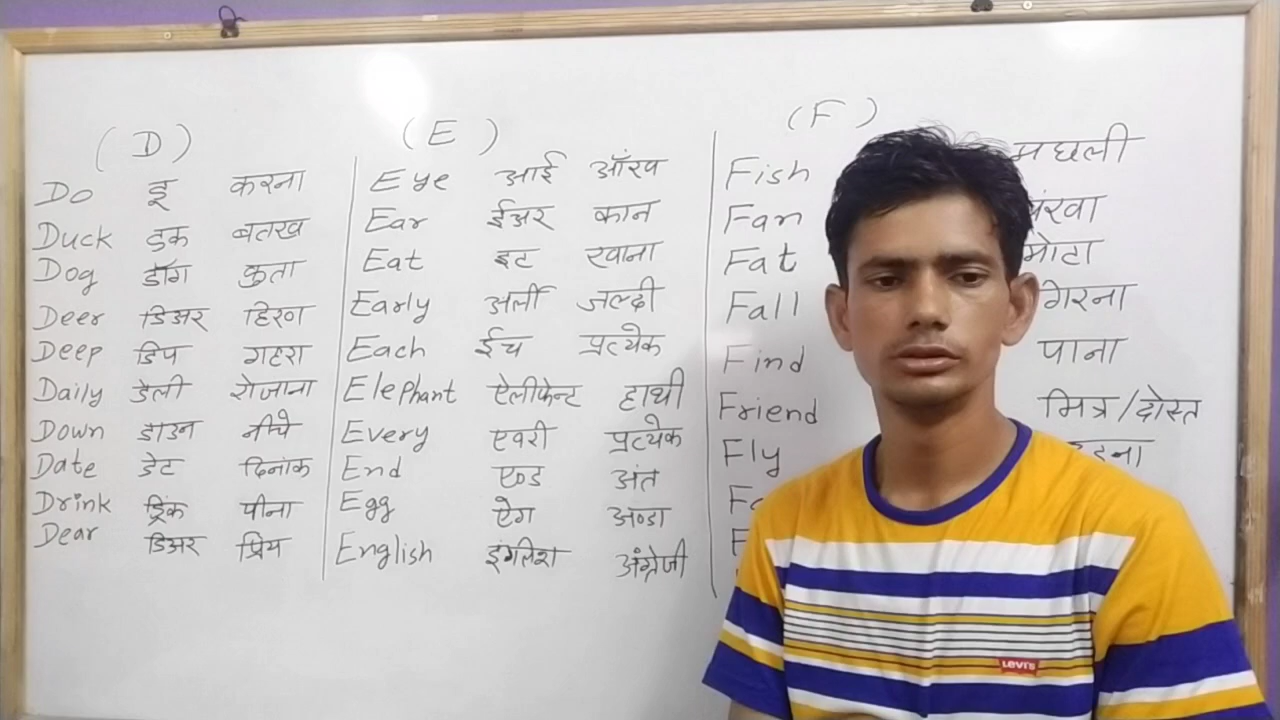 (D)
Do डू करना
Duck डक बतख
Dog डॉग कुता
Deer डिअर हिरण
Deep डिप गहरा
Daily डेली रोजाना
Down डाउन नीचे
Date डेट दिनांक
Drink ड्रिंक पीना
Dear डिअर प्रिय
(E)
Eye आई आँख
Ear ईअर कान
Eat इट खाना
Early अर्ली जल्दी
Each ईच प्रत्येक
Elephant ऐलीफेन्ट हाथी
Every एवरी प्रत्येक
End एण्ड अंत
Egg ऐग अण्डा
English इंगलिश अंग्रेजी
(F)
Fish मछली
Fan पंखा
Fat मोटा
Fall गिरना
Find पाना
Friend मित्र/दोस्त
Fly
Levi's